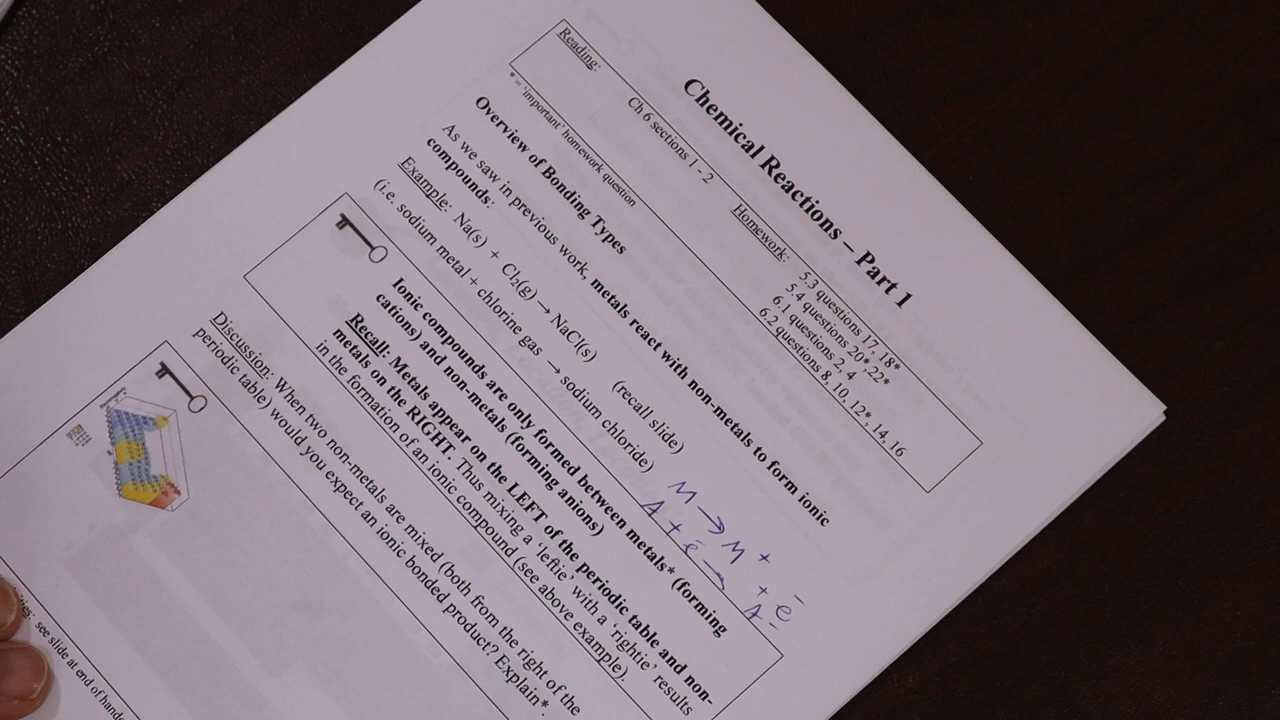 Chemical Reactions – Part 1
Reading: Ch 6 sections 1 - 2 Homework: 5.3 questions 17, 18*
5.4 questions 20*,22*
6.1 questions 2, 4
6.2 questions 8, 10, 12*, 14, 16
* = 'important' homework question
Overview of Bonding Types
As we saw in previous work, metals react with non-metals to form ionic
compounds:
Example: Na(s) + Cl₂(g) → NaCl(s) (recall slide)
(i.e. sodium metal + chlorine gas → sodium chloride)
M → M + + e̅
A + e̅ → A -
Ionic compounds are only formed between metals* (forming
cations) and non-metals (forming anions)
Recall: Metals appear on the LEFT of the periodic table and non-
metals on the RIGHT. Thus mixing a 'leftie' with a 'rightie' results
in the formation of an ionic compound (see above example).
Discussion: When two non-metals are mixed (both from the right of the
periodic table) would you expect an ionic bonded product? Explain*.
see slide at end of